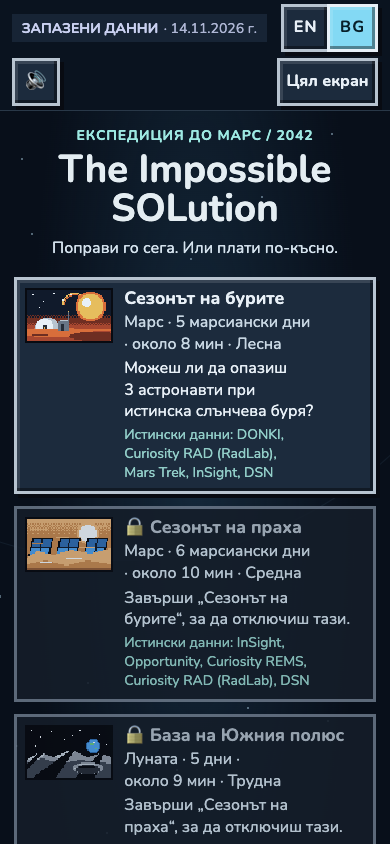 ЗАПАЗЕНИ ДАННИ · 14.11.2026 г.
EN
BG
Цял екран
ЕКСПЕДИЦИЯ ДО МАРС / 2042
The Impossible
SOLution
Поправи го сега. Или плати по-късно.
Сезонът на бурите
Марс · 5 марсиански дни
· около 8 мин · Лесна
Можеш ли да опазиш
3 астронавти при
истинска слънчева буря?
Истински данни: DONKI,
Curiosity RAD (RadLab),
Mars Trek, InSight, DSN
Сезонът на праха
Марс · 6 марсиански дни
· около 10 мин · Средна
Завърши „Сезонът на
бурите“, за да отключиш тази.
Истински данни: InSight,
Opportunity, Curiosity REMS,
Curiosity RAD (RadLab), DSN
База на Южния полюс
Луната · 5 дни ·
около 9 мин · Трудна
Завърши „Сезонът на
праха“, за да отключиш тази.